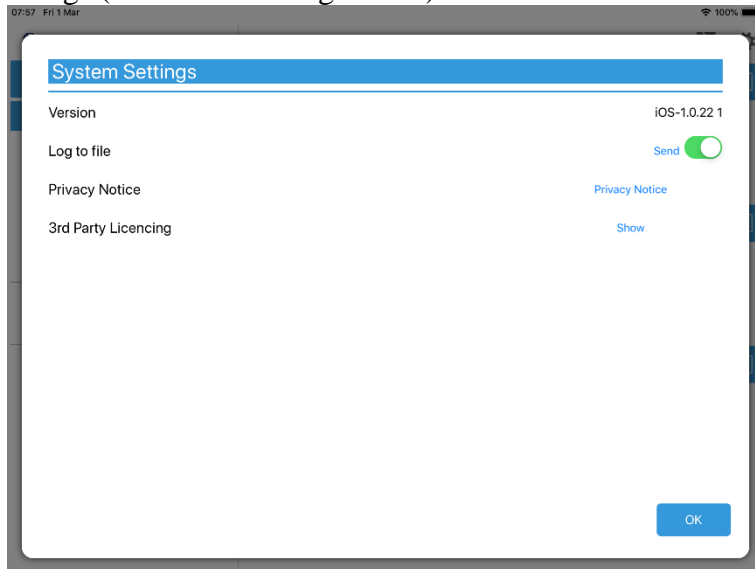 07:57 Fri 1 Mar 100%
System Settings
Version iOS-1.0.22 1
Log to file Send
Privacy Notice Privacy Notice
3rd Party Licencing Show
OK